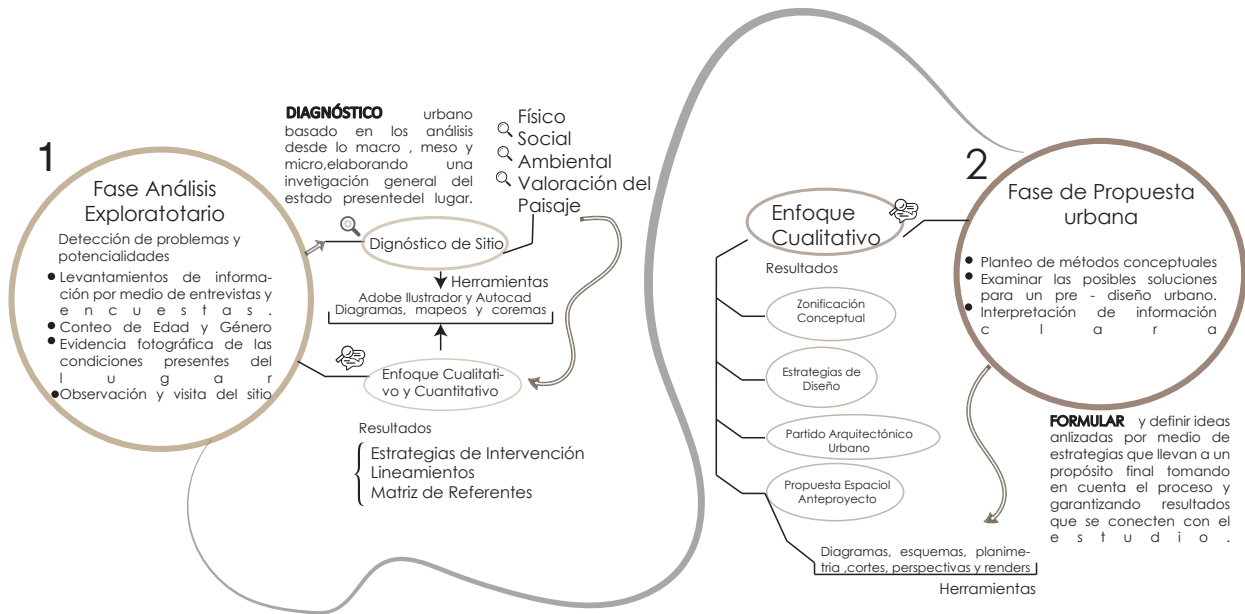 1
Fase Análisis
Exploratotario
Detección de problemas y
potencialidades
● Levantamientos de informa-
ción por medio de entrevistas y
e n c u e s t a s .
● Conteo de Edad y Género
● Evidencia fotográfica de las
condiciones presentes del
l u g a r
● Observación y visita del sitio
DIAGNÓSTICO urbano
basado en los análisis
desde lo macro , meso y
micro,elaborando una
invetigación general del
estado presentedel lugar.
Físico
Social
Ambiental
Valoración del
Paisaje
Dignóstico de Sitio
Herramientas
Adobe Ilustrador y Autocad
Diagramas, mapeos y coremas
Enfoque Cualitati-
vo y Cuantitativo
Resultados
Estrategias de Intervención
Lineamientos
Matriz de Referentes
2
Fase de Propuesta
urbana
● Planteo de métodos conceptuales
● Examinar las posibles soluciones
para un pre - diseño urbano.
● Interpretación de información
c l a r a
Enfoque
Cualitativo
Resultados
Zonificación
Conceptual
Estrategias de
Diseño
Partido Arquitectónico
Urbano
Propuesta Espaciol
Anteproyecto
Diagramas, esquemas, planime-
tria ,cortes, perspectivas y renders
Herramientas
FORMULAR y definir ideas
anlizadas por medio de
estrategias que llevan a un
propósito final tomando
en cuenta el proceso y
garantizando resultados
que se conecten con el
e s t u d i o .